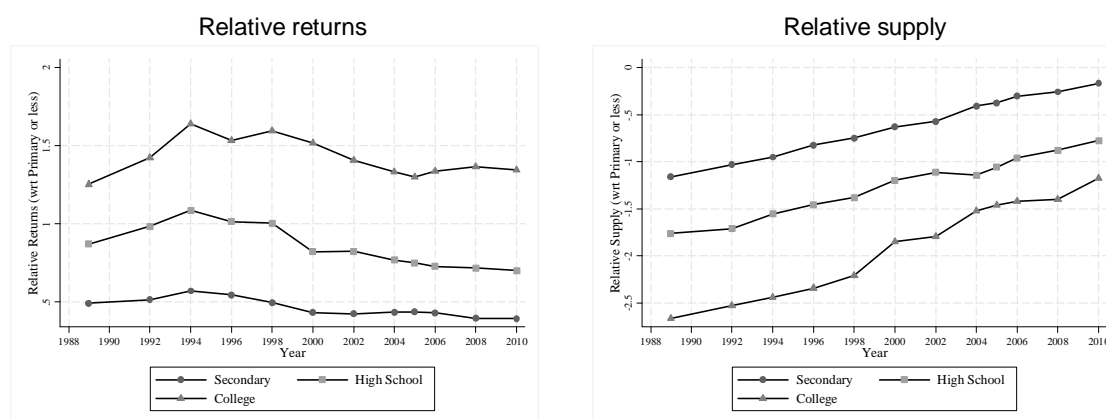 Relative returns
Relative Returns (wrt Primary or less)
2
1.5
1
.5
1988 1990 1992 1994 1996 1998 2000 2002 2004 2006 2008 2010
Year
Secondary High School
College
Relative supply
Relative Supply (wrt Primary or less)
0
-.5
-1
-1.5
-2
-2.5
1988 1990 1992 1994 1996 1998 2000 2002 2004 2006 2008 2010
Year
Secondary High School
College